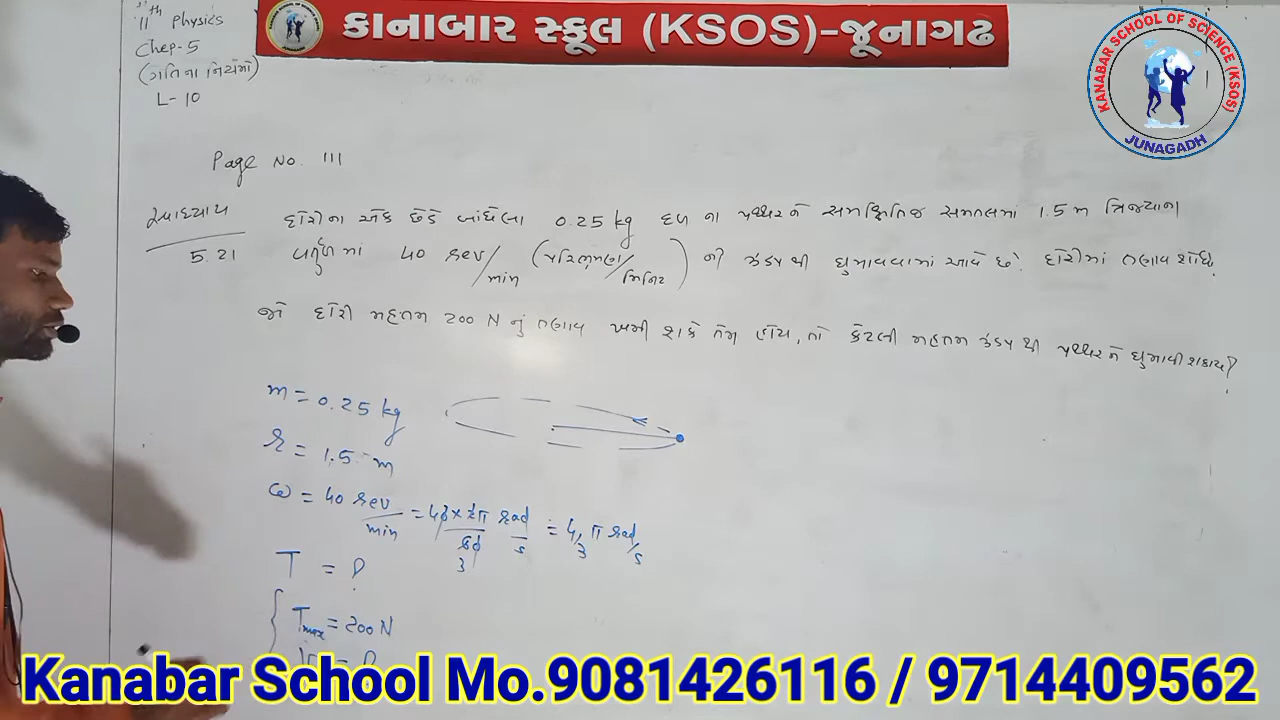 કાનાબાર સ્કૂલ (KSOS)-જૂનાગઢ
KANABAR SCHOOL OF SCIENCE (KSOS)
JUNAGADH
11th Physics
Chep-5
(ગતિના નિયમો)
L-10
Page No. 111
સ્વાધ્યાય
5.21
દોરીના એક છેડે બાંધેલા 0.25 kg દળ ના પથ્થરને સમક્ષિતિજ સમતલમાં 1.5 m ત્રિજ્યાના
વર્તુળ માં 40 rev/min (પરિભ્રમણ/મિનિટ) ની ઝડપ થી ઘુમાવવામાં આવે છે. દોરીમાં તણાવ શોધો.
જો દોરી મહત્તમ 200 N નું તણાવ ખમી શકે તેમ હોય, તો કેટલી મહત્તમ ઝડપ થી પથ્થરને ઘુમાવી શકાય?
m = 0.25 kg
r = 1.5 m
ω = 40 rev/min = 40 × 2π/60 rad/s = 4/3 π rad/s
T = ?
Tmax = 200 N
Kanabar School Mo.9081426116 / 9714409562